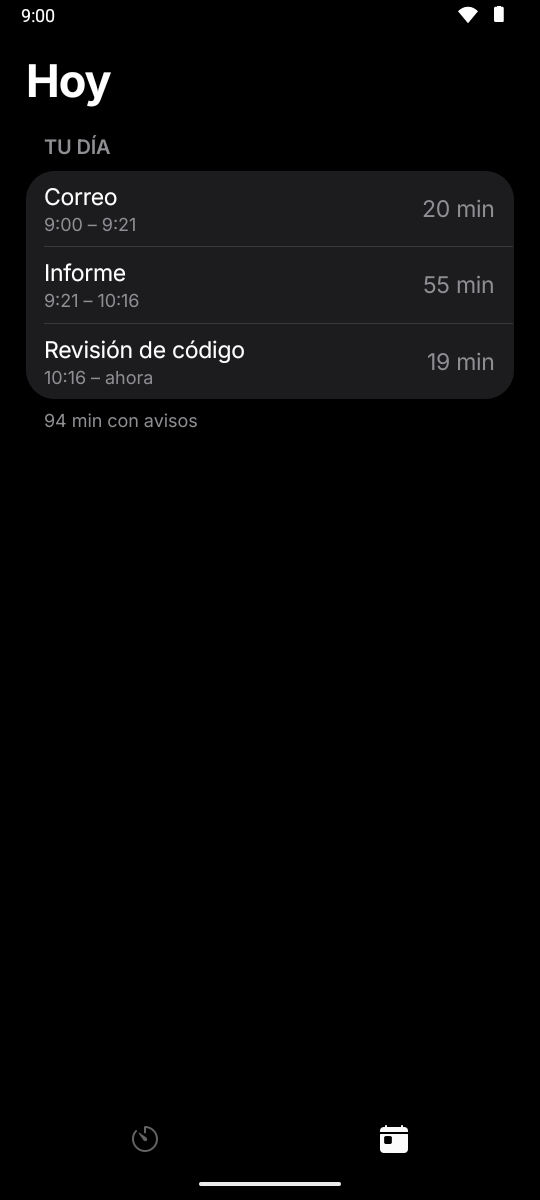 9:00
Hoy
TU DÍA
Correo
20 min
9:00 – 9:21
Informe
55 min
9:21 – 10:16
Revisión de código
19 min
10:16 – ahora
94 min con avisos